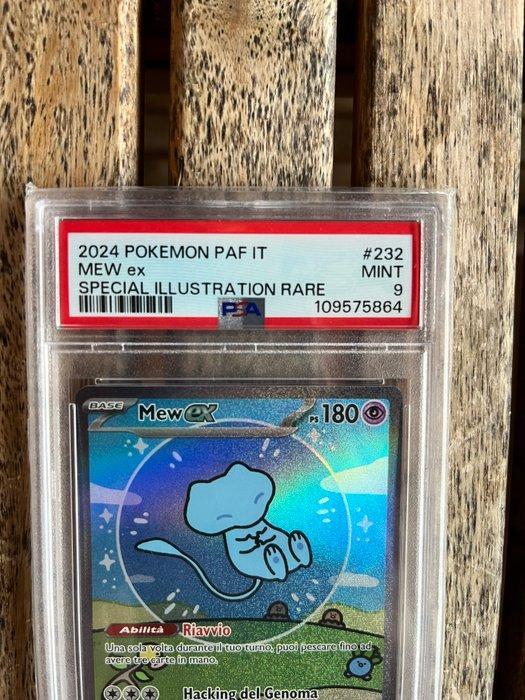 2024 POKEMON PAF IT #232
MEW ex MINT
SPECIAL ILLUSTRATION RARE 9
PSA 109575864
BASE Mew ex PS 180
Abilità Riavvio
Una sola volta durante il tuo turno, puoi pescare fino ad
avere tre carte in mano.
Hacking del Genoma